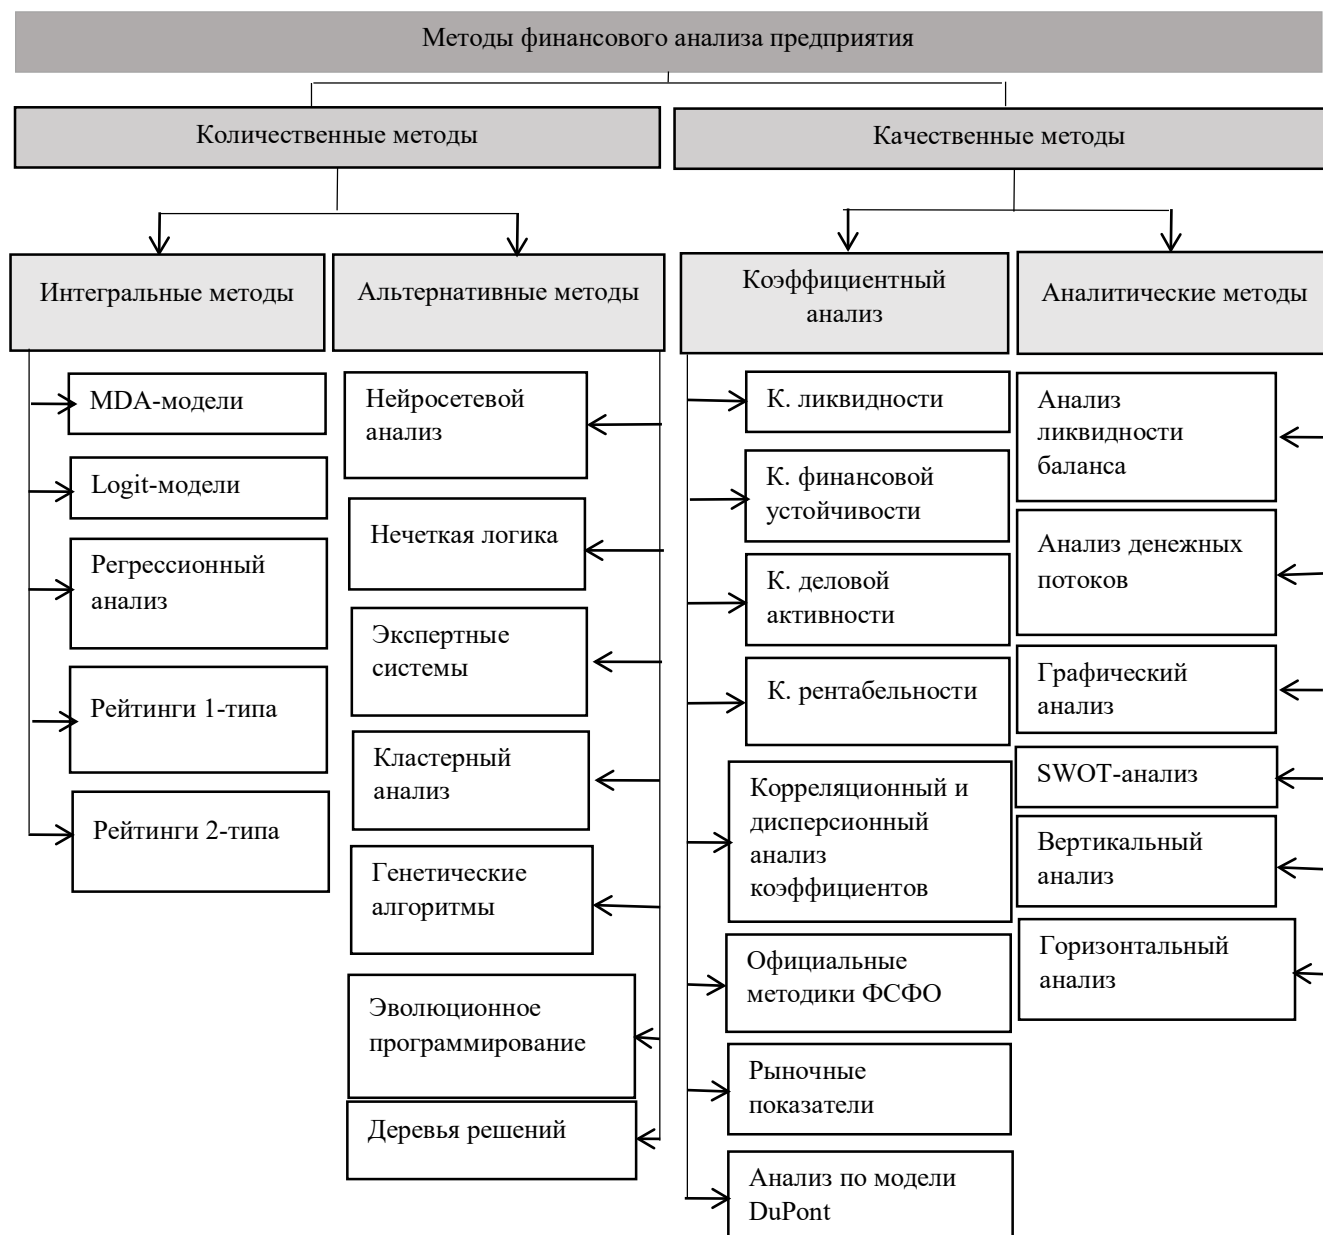 Методы финансового анализа предприятия
Количественные методы
Качественные методы
Интегральные методы
Альтернативные методы
Коэффициентный
анализ
Аналитические методы
MDA-модели
Logit-модели
Регрессионный
анализ
Рейтинги 1-типа
Рейтинги 2-типа
Нейросетевой
анализ
Нечеткая логика
Экспертные
системы
Кластерный
анализ
Генетические
алгоритмы
Эволюционное
программирование
Деревья решений
К. ликвидности
К. финансовой
устойчивости
К. деловой
активности
К. рентабельности
Корреляционный и
дисперсионный
анализ
коэффициентов
Официальные
методики ФСФО
Рыночные
показатели
Анализ по модели
DuPont
Анализ
ликвидности
баланса
Анализ денежных
потоков
Графический
анализ
SWOT-анализ
Вертикальный
анализ
Горизонтальный
анализ